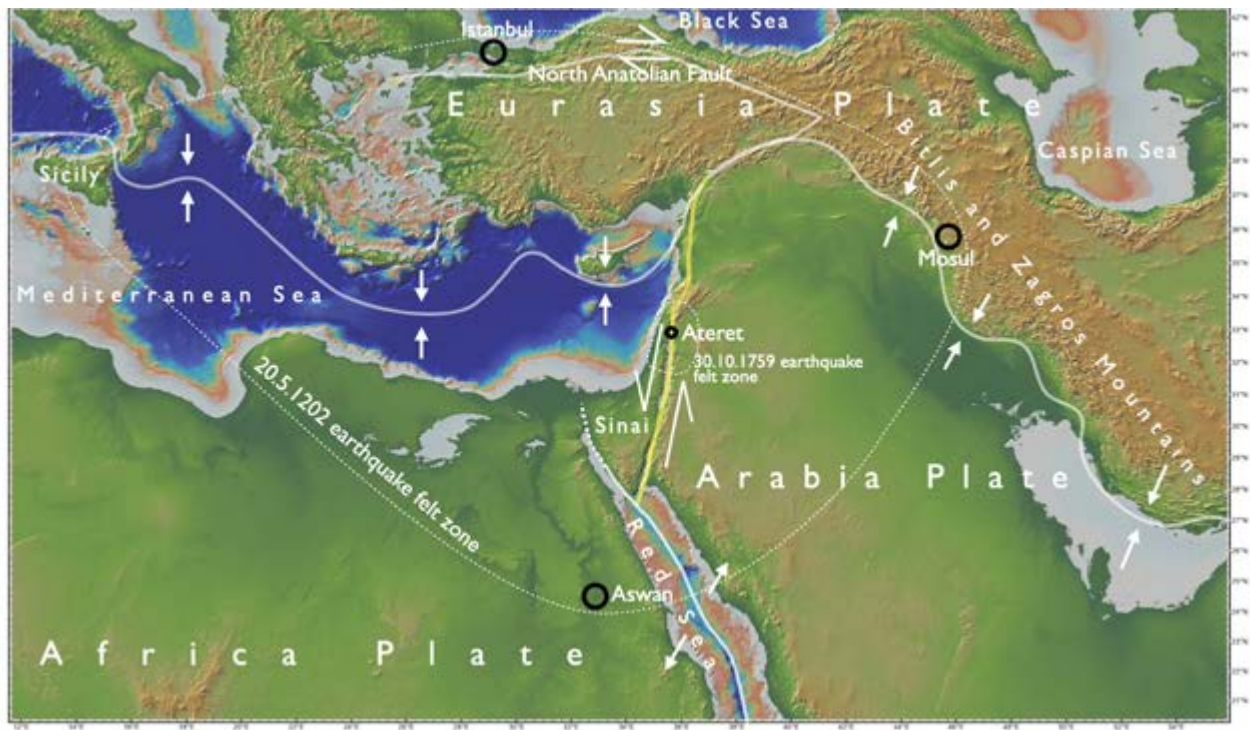 Black Sea
Istanbul
North Anatolian Fault
Eurasia Plate
Caspian Sea
Sicily
Bitlis and Zagros Mountains
Mosul
Mediterranean Sea
Ateret
30.10.1759 earthquake
felt zone
20.5.1202 earthquake felt zone
Sinai
Arabia Plate
Red Sea
Aswan
Africa Plate